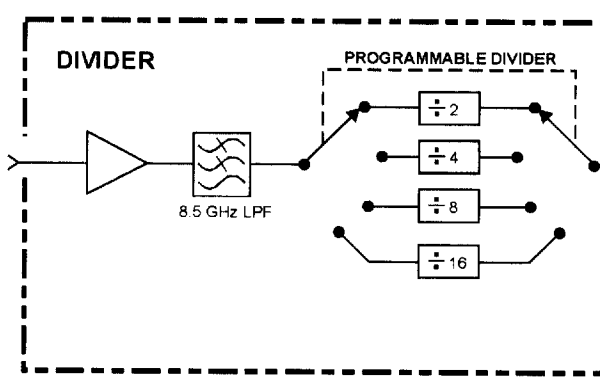 DIVIDER
PROGRAMMABLE DIVIDER
÷ 2
÷ 4
÷ 8
÷ 16
8.5 GHz LPF